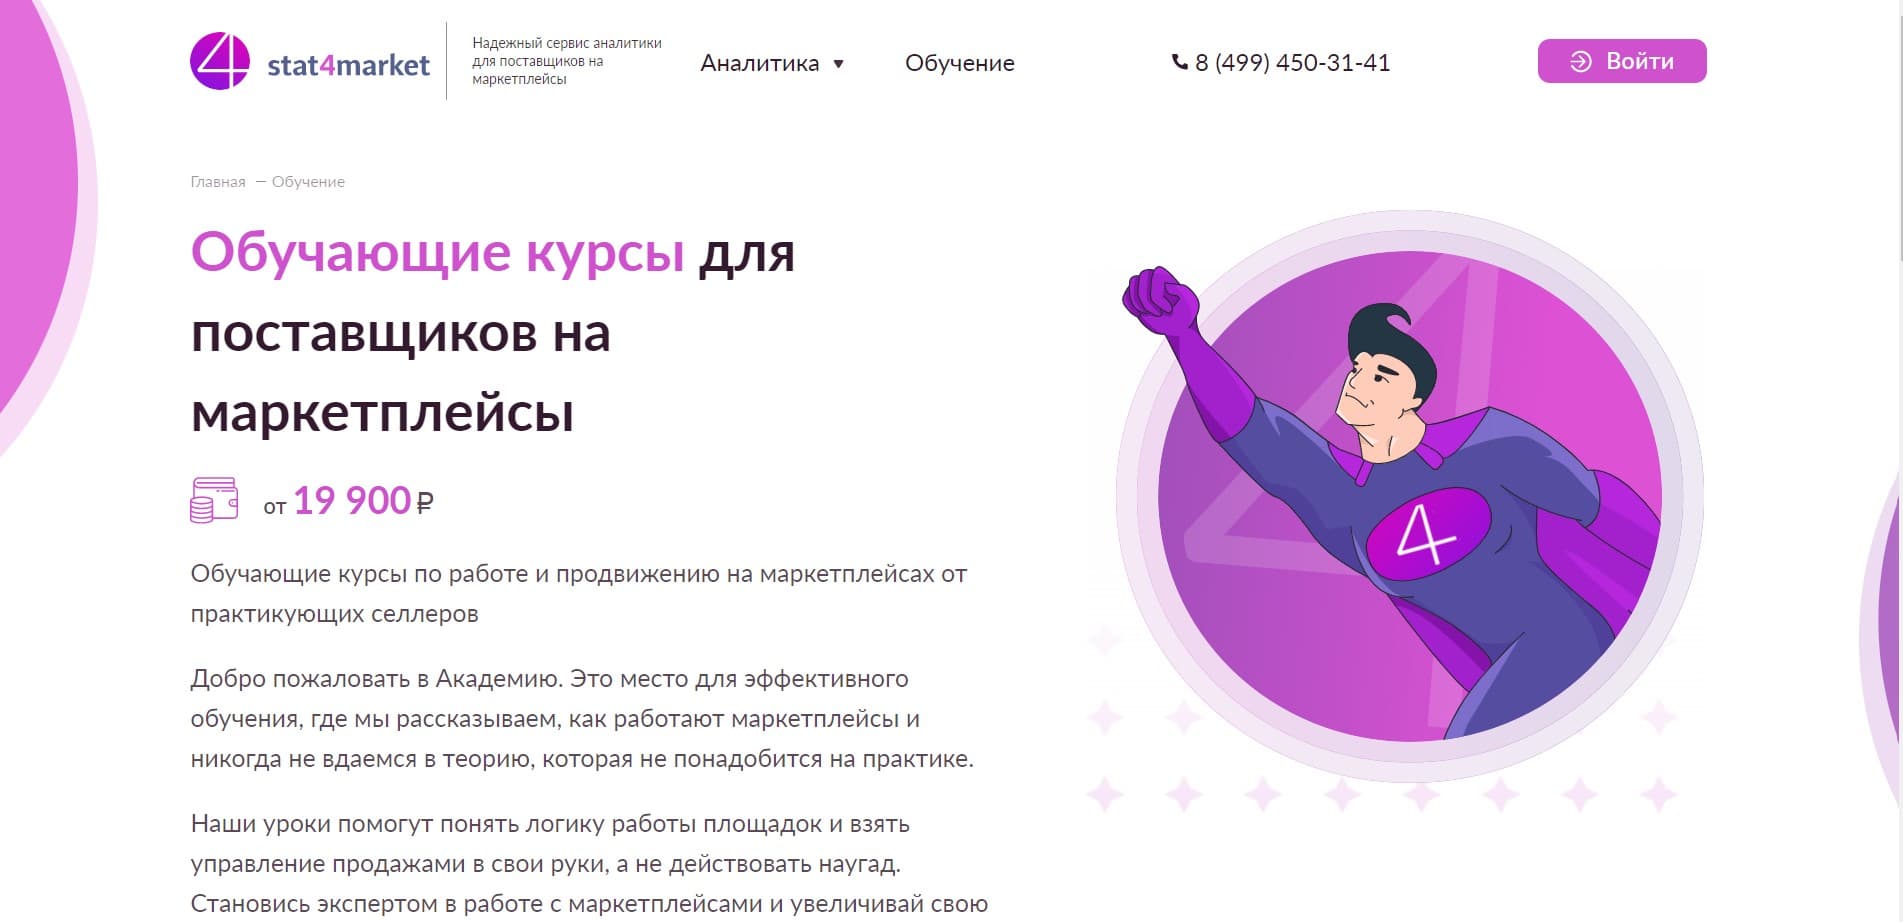 4
stat4market
Надежный сервис аналитики
для поставщиков на
маркетплейсы
Аналитика
Обучение
8 (499) 450-31-41
Войти
Главная — Обучение
Обучающие курсы для
поставщиков на
маркетплейсы
от 19 900 ₽
Обучающие курсы по работе и продвижению на маркетплейсах от
практикующих селлеров
Добро пожаловать в Академию. Это место для эффективного
обучения, где мы рассказываем, как работают маркетплейсы и
никогда не вдаемся в теорию, которая не понадобится на практике.
Наши уроки помогут понять логику работы площадок и взять
управление продажами в свои руки, а не действовать наугад.
Становись экспертом в работе с маркетплейсами и увеличивай свою
4